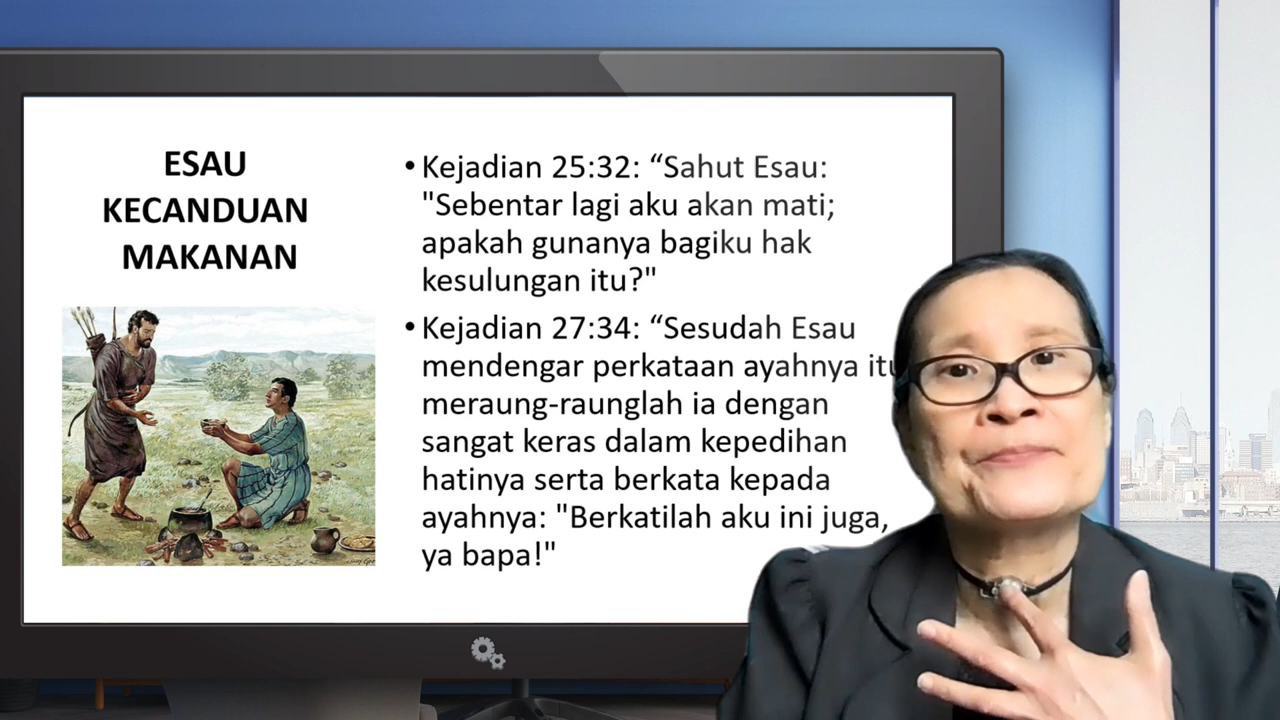 ESAU
KECANDUAN
MAKANAN
• Kejadian 25:32: “Sahut Esau:
"Sebentar lagi aku akan mati;
apakah gunanya bagiku hak
kesulungan itu?"
• Kejadian 27:34: “Sesudah Esau
mendengar perkataan ayahnya itu
meraung-raunglah ia dengan
sangat keras dalam kepedihan
hatinya serta berkata kepada
ayahnya: "Berkatilah aku ini juga,
ya bapa!"